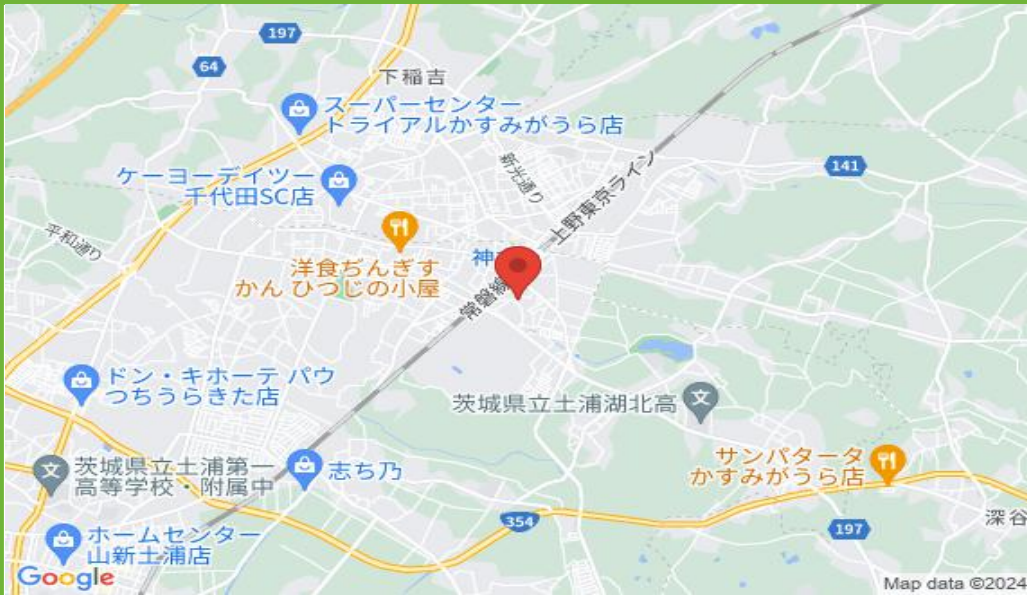 197
64
下稲吉
スーパーセンター
トライアルかすみがうら店
ケーヨーデイツー
千代田SC店
新光通り
上野東京ライン
141
平和通り
洋食ぢんぎす
かん ひつじの小屋
神
常磐線
ドン・キホーテ パウ
つちうらきた店
茨城県立土浦湖北高
茨城県立土浦第一
高等学校・附属中
志ち乃
サンパタータ
かすみがうら店
354
197
深谷
ホームセンター
山新土浦店
Google
Map data ©2024